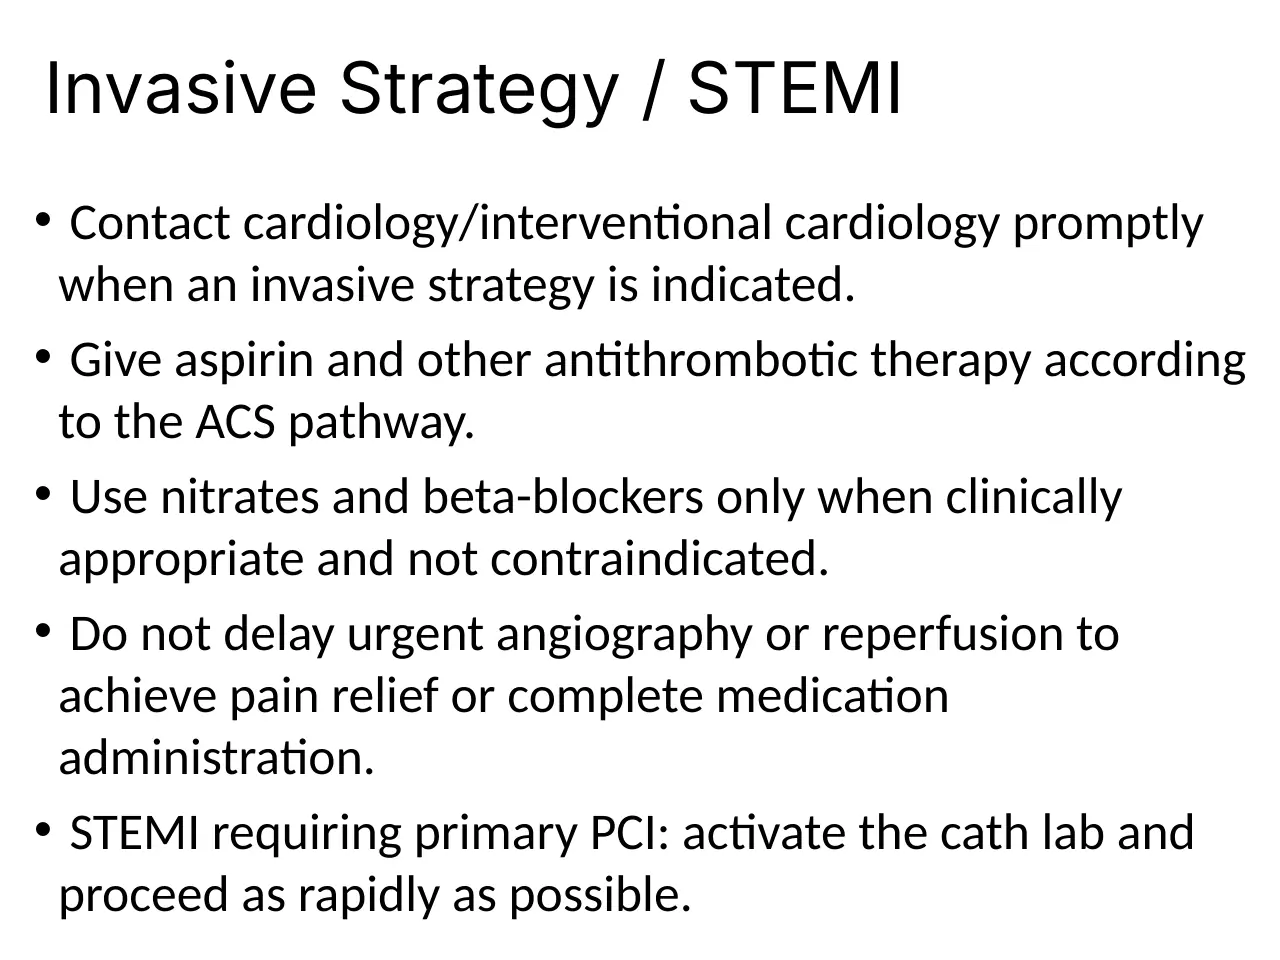 Invasive Strategy / STEMI
• Contact cardiology/interventional cardiology promptly
when an invasive strategy is indicated.
• Give aspirin and other antithrombotic therapy according
to the ACS pathway.
• Use nitrates and beta-blockers only when clinically
appropriate and not contraindicated.
• Do not delay urgent angiography or reperfusion to
achieve pain relief or complete medication
administration.
• STEMI requiring primary PCI: activate the cath lab and
proceed as rapidly as possible.